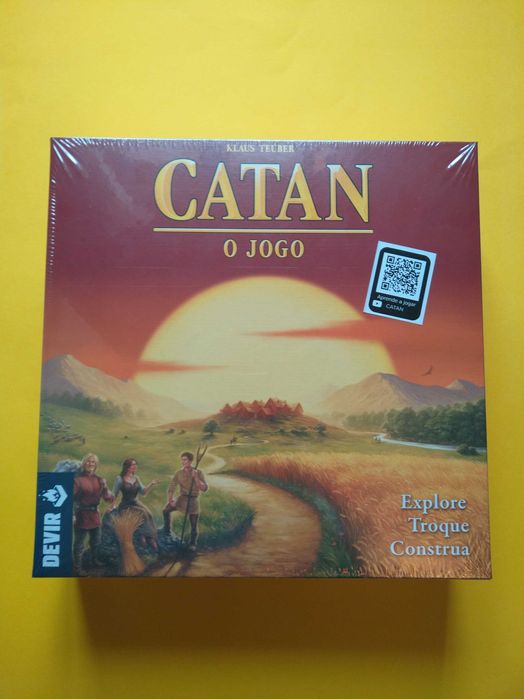 KLAUS TEUBER
CATAN
O JOGO
Aprende a jogar
CATAN
Explore
Troque
Construa
DEVIR